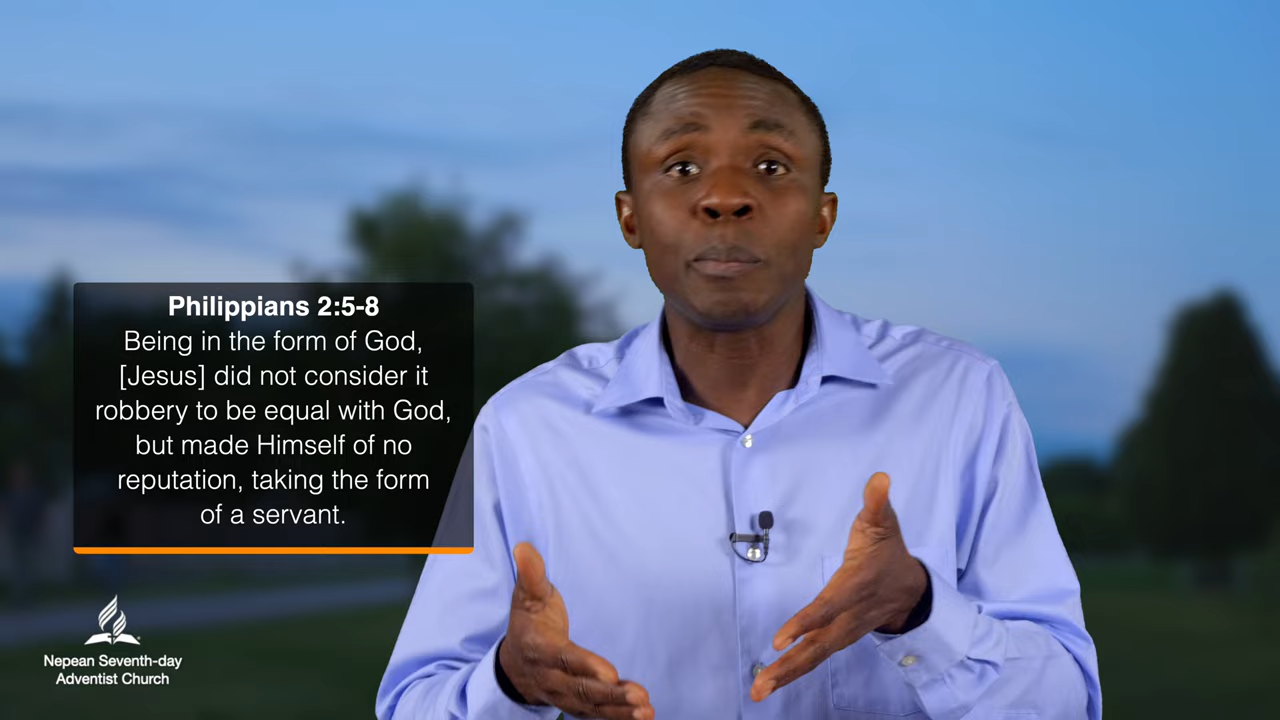 Philippians 2:5-8
Being in the form of God,
[Jesus] did not consider it
robbery to be equal with God,
but made Himself of no
reputation, taking the form
of a servant.
Nepean Seventh-day
Adventist Church